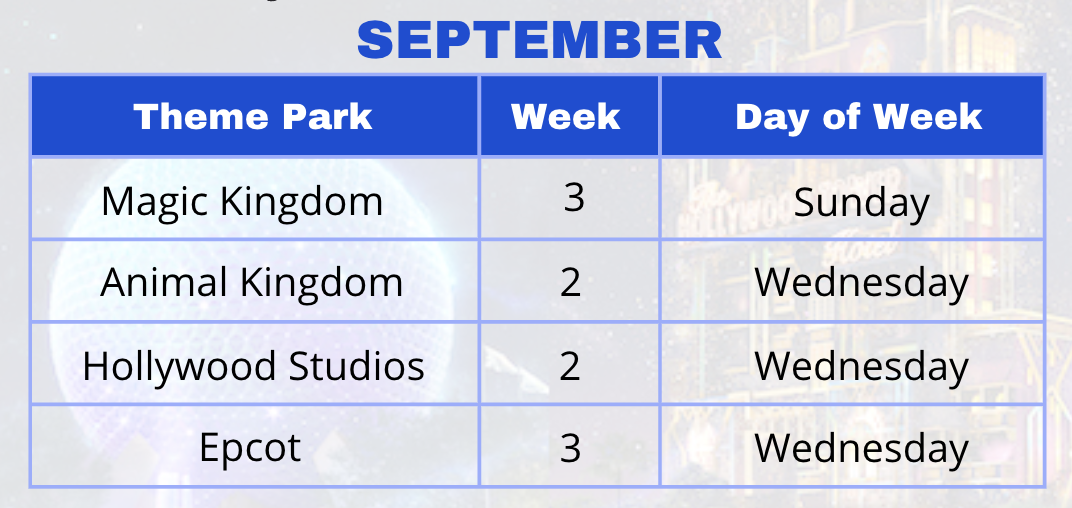 SEPTEMBER
Theme Park Week Day of Week
Magic Kingdom 3 Sunday
Animal Kingdom 2 Wednesday
Hollywood Studios 2 Wednesday
Epcot 3 Wednesday